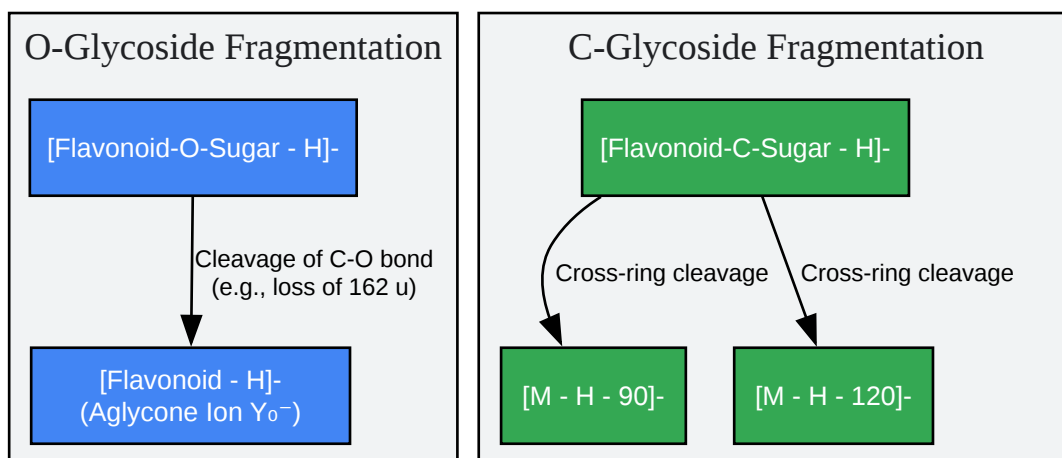 O-Glycoside Fragmentation
[Flavonoid-O-Sugar - H]-
Cleavage of C-O bond
(e.g., loss of 162 u)
[Flavonoid - H]-
(Aglycone Ion Y₀⁻)
C-Glycoside Fragmentation
[Flavonoid-C-Sugar - H]-
Cross-ring cleavage
Cross-ring cleavage
[M - H - 90]-
[M - H - 120]-